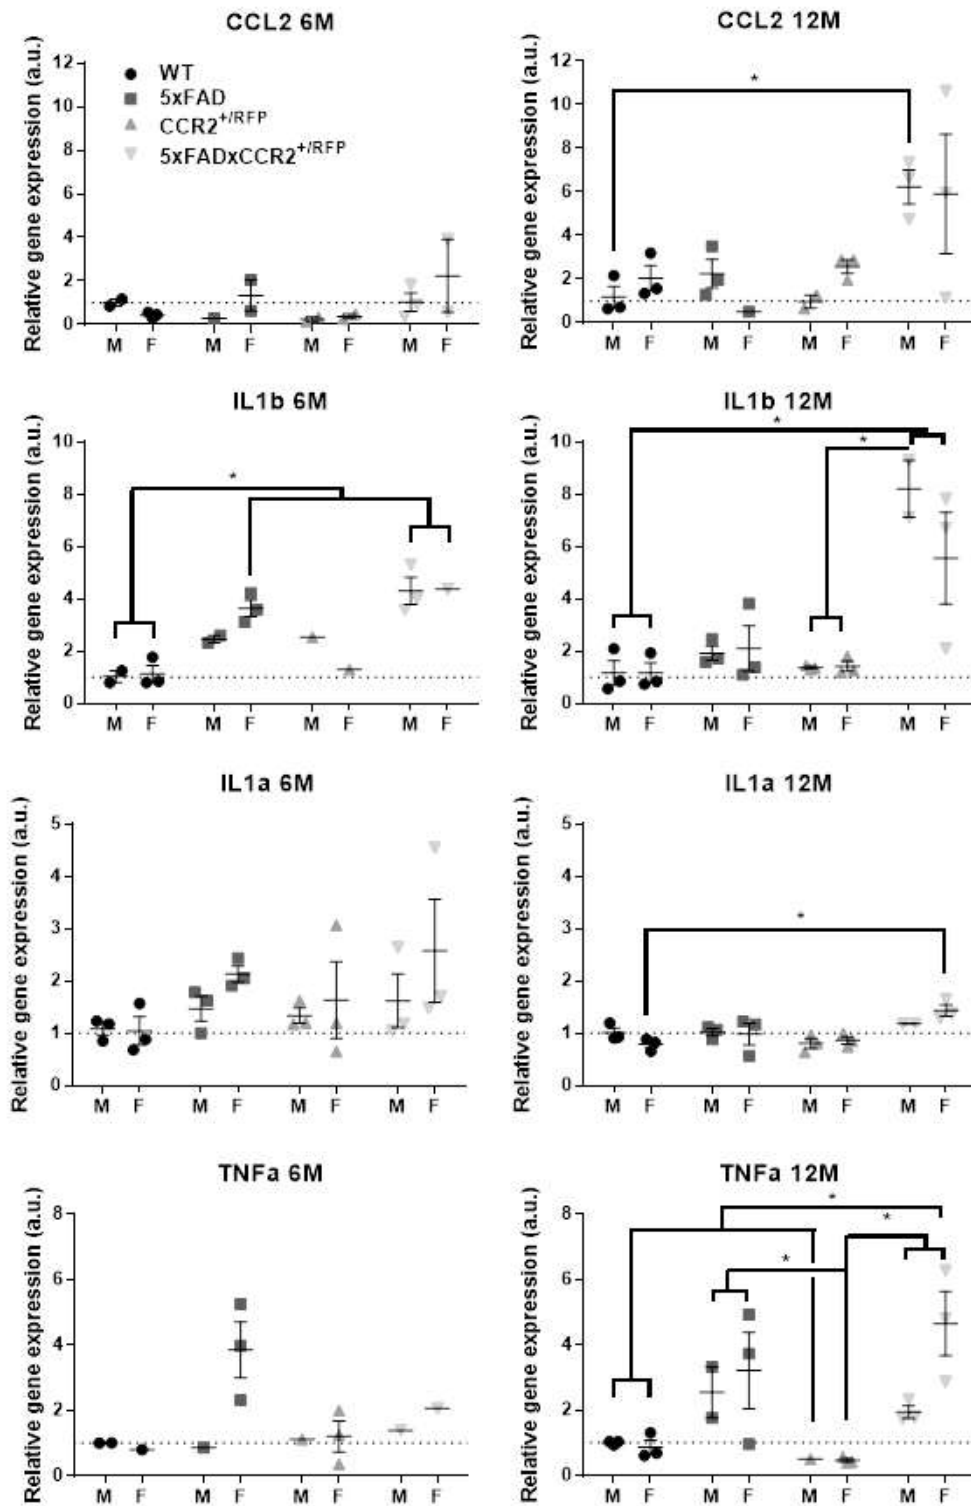 CCL2 6M
Relative gene expression (a.u.)
12
10
8
6
4
2
0
WT
5xFAD
CCR2+/RFP
5xFADxCCR2+/RFP
M F M F M F M F
CCL2 12M
Relative gene expression (a.u.)
12
10
8
6
4
2
0
*
M F M F M F M F
IL1b 6M
Relative gene expression (a.u.)
10
8
6
4
2
0
*
M F M F M F M F
IL1b 12M
Relative gene expression (a.u.)
10
8
6
4
2
0
*
*
M F M F M F M F
IL1a 6M
Relative gene expression (a.u.)
5
4
3
2
1
0
M F M F M F M F
IL1a 12M
Relative gene expression (a.u.)
5
4
3
2
1
0
*
M F M F M F M F
TNFa 6M
Relative gene expression (a.u.)
8
6
4
2
0
M F M F M F M F
TNFa 12M
Relative gene expression (a.u.)
8
6
4
2
0
*
*
*
M F M F M F M F